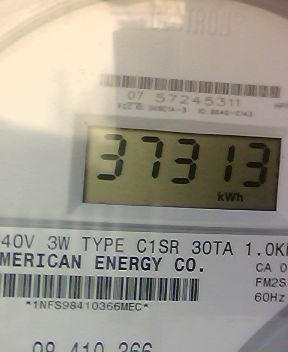 07 57245311
37313
kWh
40V 3W TYPE C1SR 30TA 1.0K
MERICAN ENERGY CO.
CA 0
FM2S
60Hz
*1NFS98410366MEC*
98 410 366